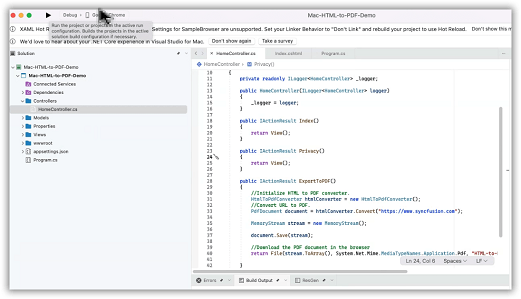 Debug
Mac-HTML-to-PDF-Demo
Run the project or projects in the active run
configuration. Builds the projects in the active
solution build configuration if necessary.
XAML Hot R
Settings for SampleBrowser are unsupported. Set your Linker Behavior to "Don't Link" and rebuild your project to use Hot Reload.
Don't show this m
We'd love to hear about your .NET Core experience in Visual Studio for Mac.
Don't show again
Take a survey
Solution
HomeController.cs
Index.cshtml
Program.cs
HomeController
Privacy()
Mac-HTML-to-PDF-Demo
Mac-HTML-to-PDF-Demo
Connected Services
Dependencies
Controllers
HomeController.cs
Models
Properties
Views
wwwroot
appsettings.json
Program.cs
10 {
11 private readonly ILogger<HomeController> _logger;
12
13 public HomeController(ILogger<HomeController> logger)
14 {
15 _logger = logger;
16 }
17
18 public IActionResult Index()
19 {
20 return View();
21 }
22
23 public IActionResult Privacy()
24 {
25 return View();
26 }
27
28 public IActionResult ExportToPDF()
29 {
30 //Initialize HTML to PDF converter.
31 HtmlToPdfConverter htmlConverter = new HtmlToPdfConverter();
32 //Convert URL to PDF.
33 PdfDocument document = htmlConverter.Convert("https://www.syncfusion.com");
34
35 MemoryStream stream = new MemoryStream();
36
37 document.Save(stream);
38
39 //Download the PDF document in the browser
40 return File(stream.ToArray(), System.Net.Mime.MediaTypeNames.Application.Pdf, "HTML-to-
41 }
42 }
Ln 24, Col 6
Spaces
LF
Errors
Build Output
NesGen